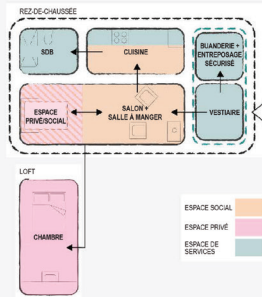 REZ-DE-CHAUSSÉE
SDB
CUISINE
BUANDERIE +
ENTREPOSAGE
SÉCURISÉ
ESPACE
PRIVÉ/SOCIAL
SALON +
SALLE À MANGER
VESTIAIRE
LOFT
CHAMBRE
ESPACE SOCIAL
ESPACE PRIVÉ
ESPACE DE
SERVICES